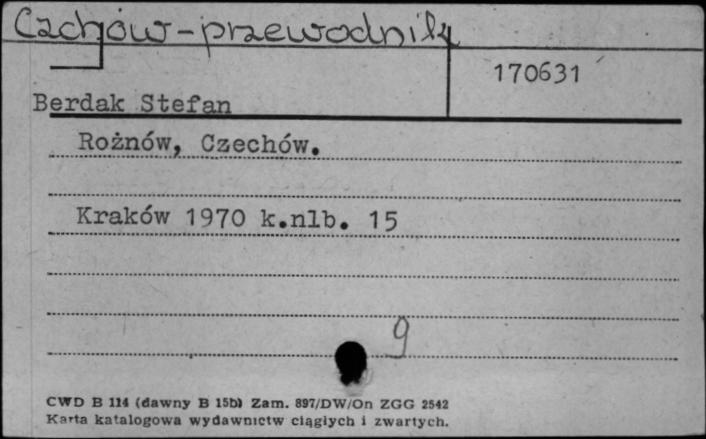 Czchów-przewodniki
170631
Berdak Stefan
Rożnów, Czechów.
Kraków 1970 k.nlb. 15
9
CWD B 114 (dawny B 15b) Zam. 897/DW/On ZGG 2542
Karta katalogowa wydawnictw ciągłych i zwartych.